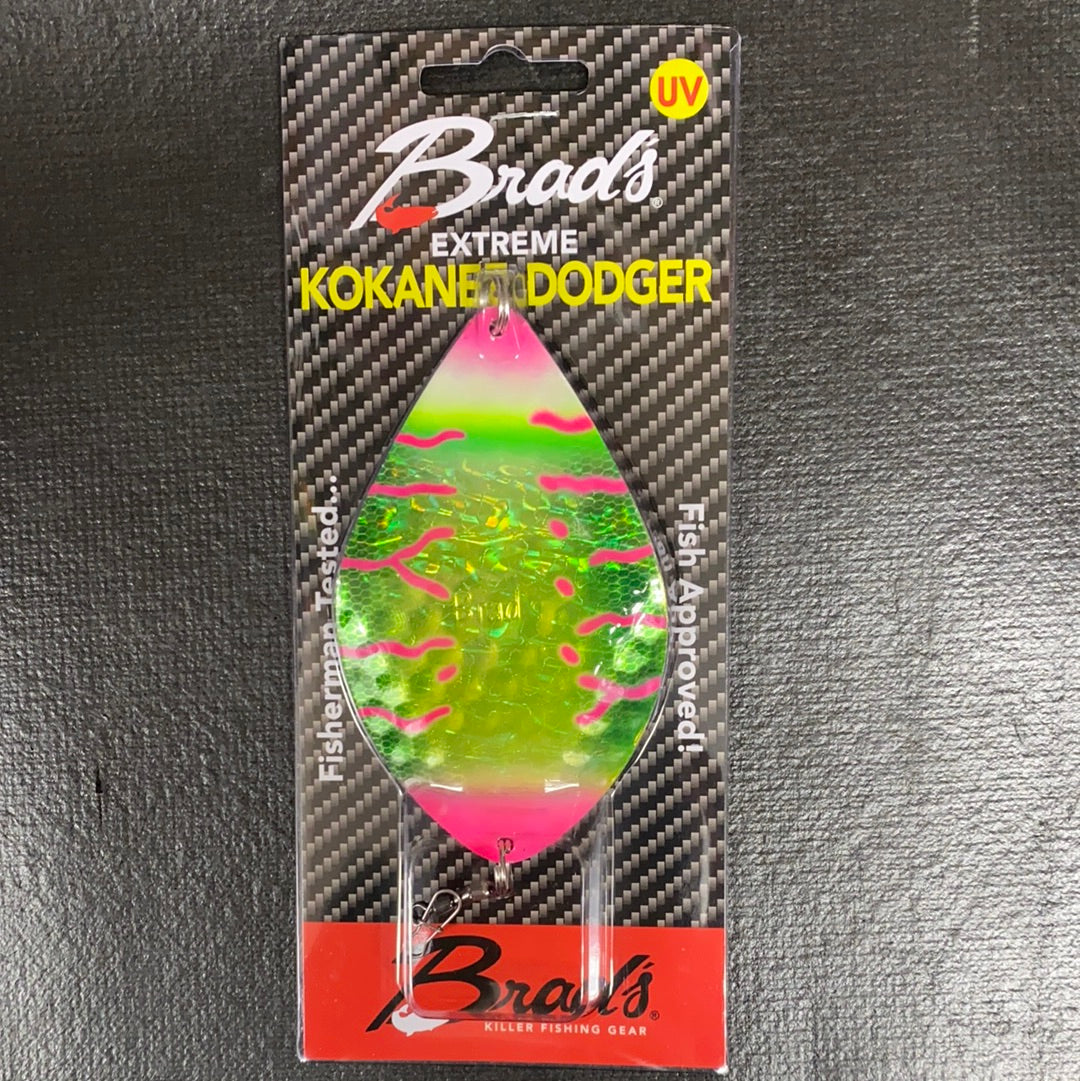 UV
Brad's®
EXTREME
KOKANEE DODGER
Fisherman Tested...
Fish Approved!
Brad
Brad's®
KILLER FISHING GEAR